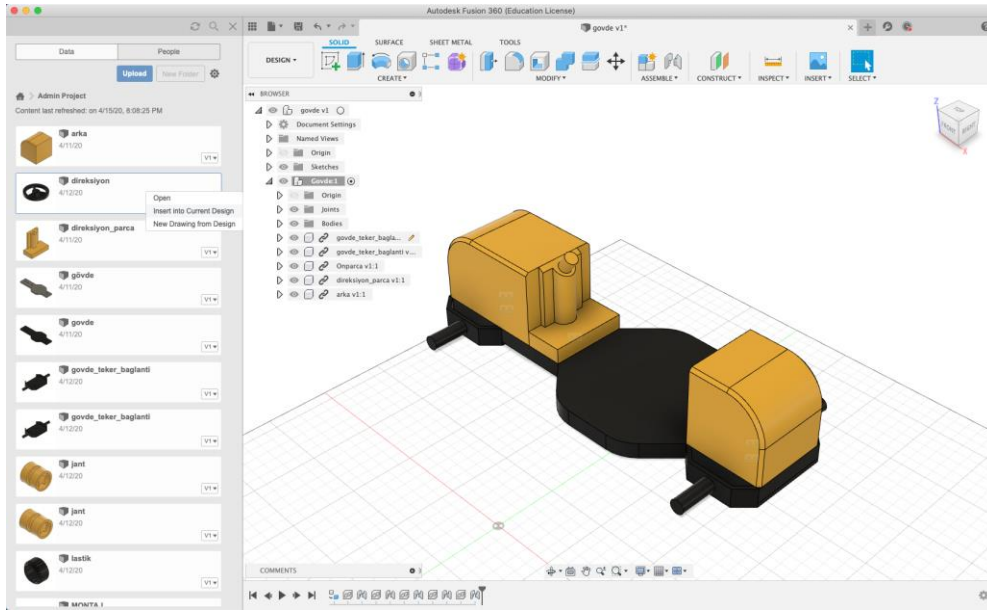 Autodesk Fusion 360 (Education License)
govde v1*
Data
People
Upload
New Folder
Admin Project
Content last refreshed: on 4/15/20, 8:08:25 PM
arka
4/11/20
V1
direksiyon
4/12/20
Open
Insert into Current Design
New Drawing from Design
direksiyon_parca
4/11/20
V1
gövde
4/11/20
V1
govde
4/11/20
V1
govde_teker_baglanti
4/12/20
V1
govde_teker_baglanti
4/12/20
V1
jant
4/12/20
V1
jant
4/12/20
V1
lastik
4/12/20
V1
MONTAJ
DESIGN
SOLID
SURFACE
SHEET METAL
TOOLS
CREATE
MODIFY
ASSEMBLE
CONSTRUCT
INSPECT
INSERT
SELECT
BROWSER
govde v1
Document Settings
Named Views
Origin
Sketches
Govde:1
Origin
Joints
Bodies
govde_teker_bagla...
govde_teker_baglanti v...
Onparca v1:1
direksiyon_parca v1:1
arka v1:1
Z
TOP
FRONT
RIGHT
X
COMMENTS